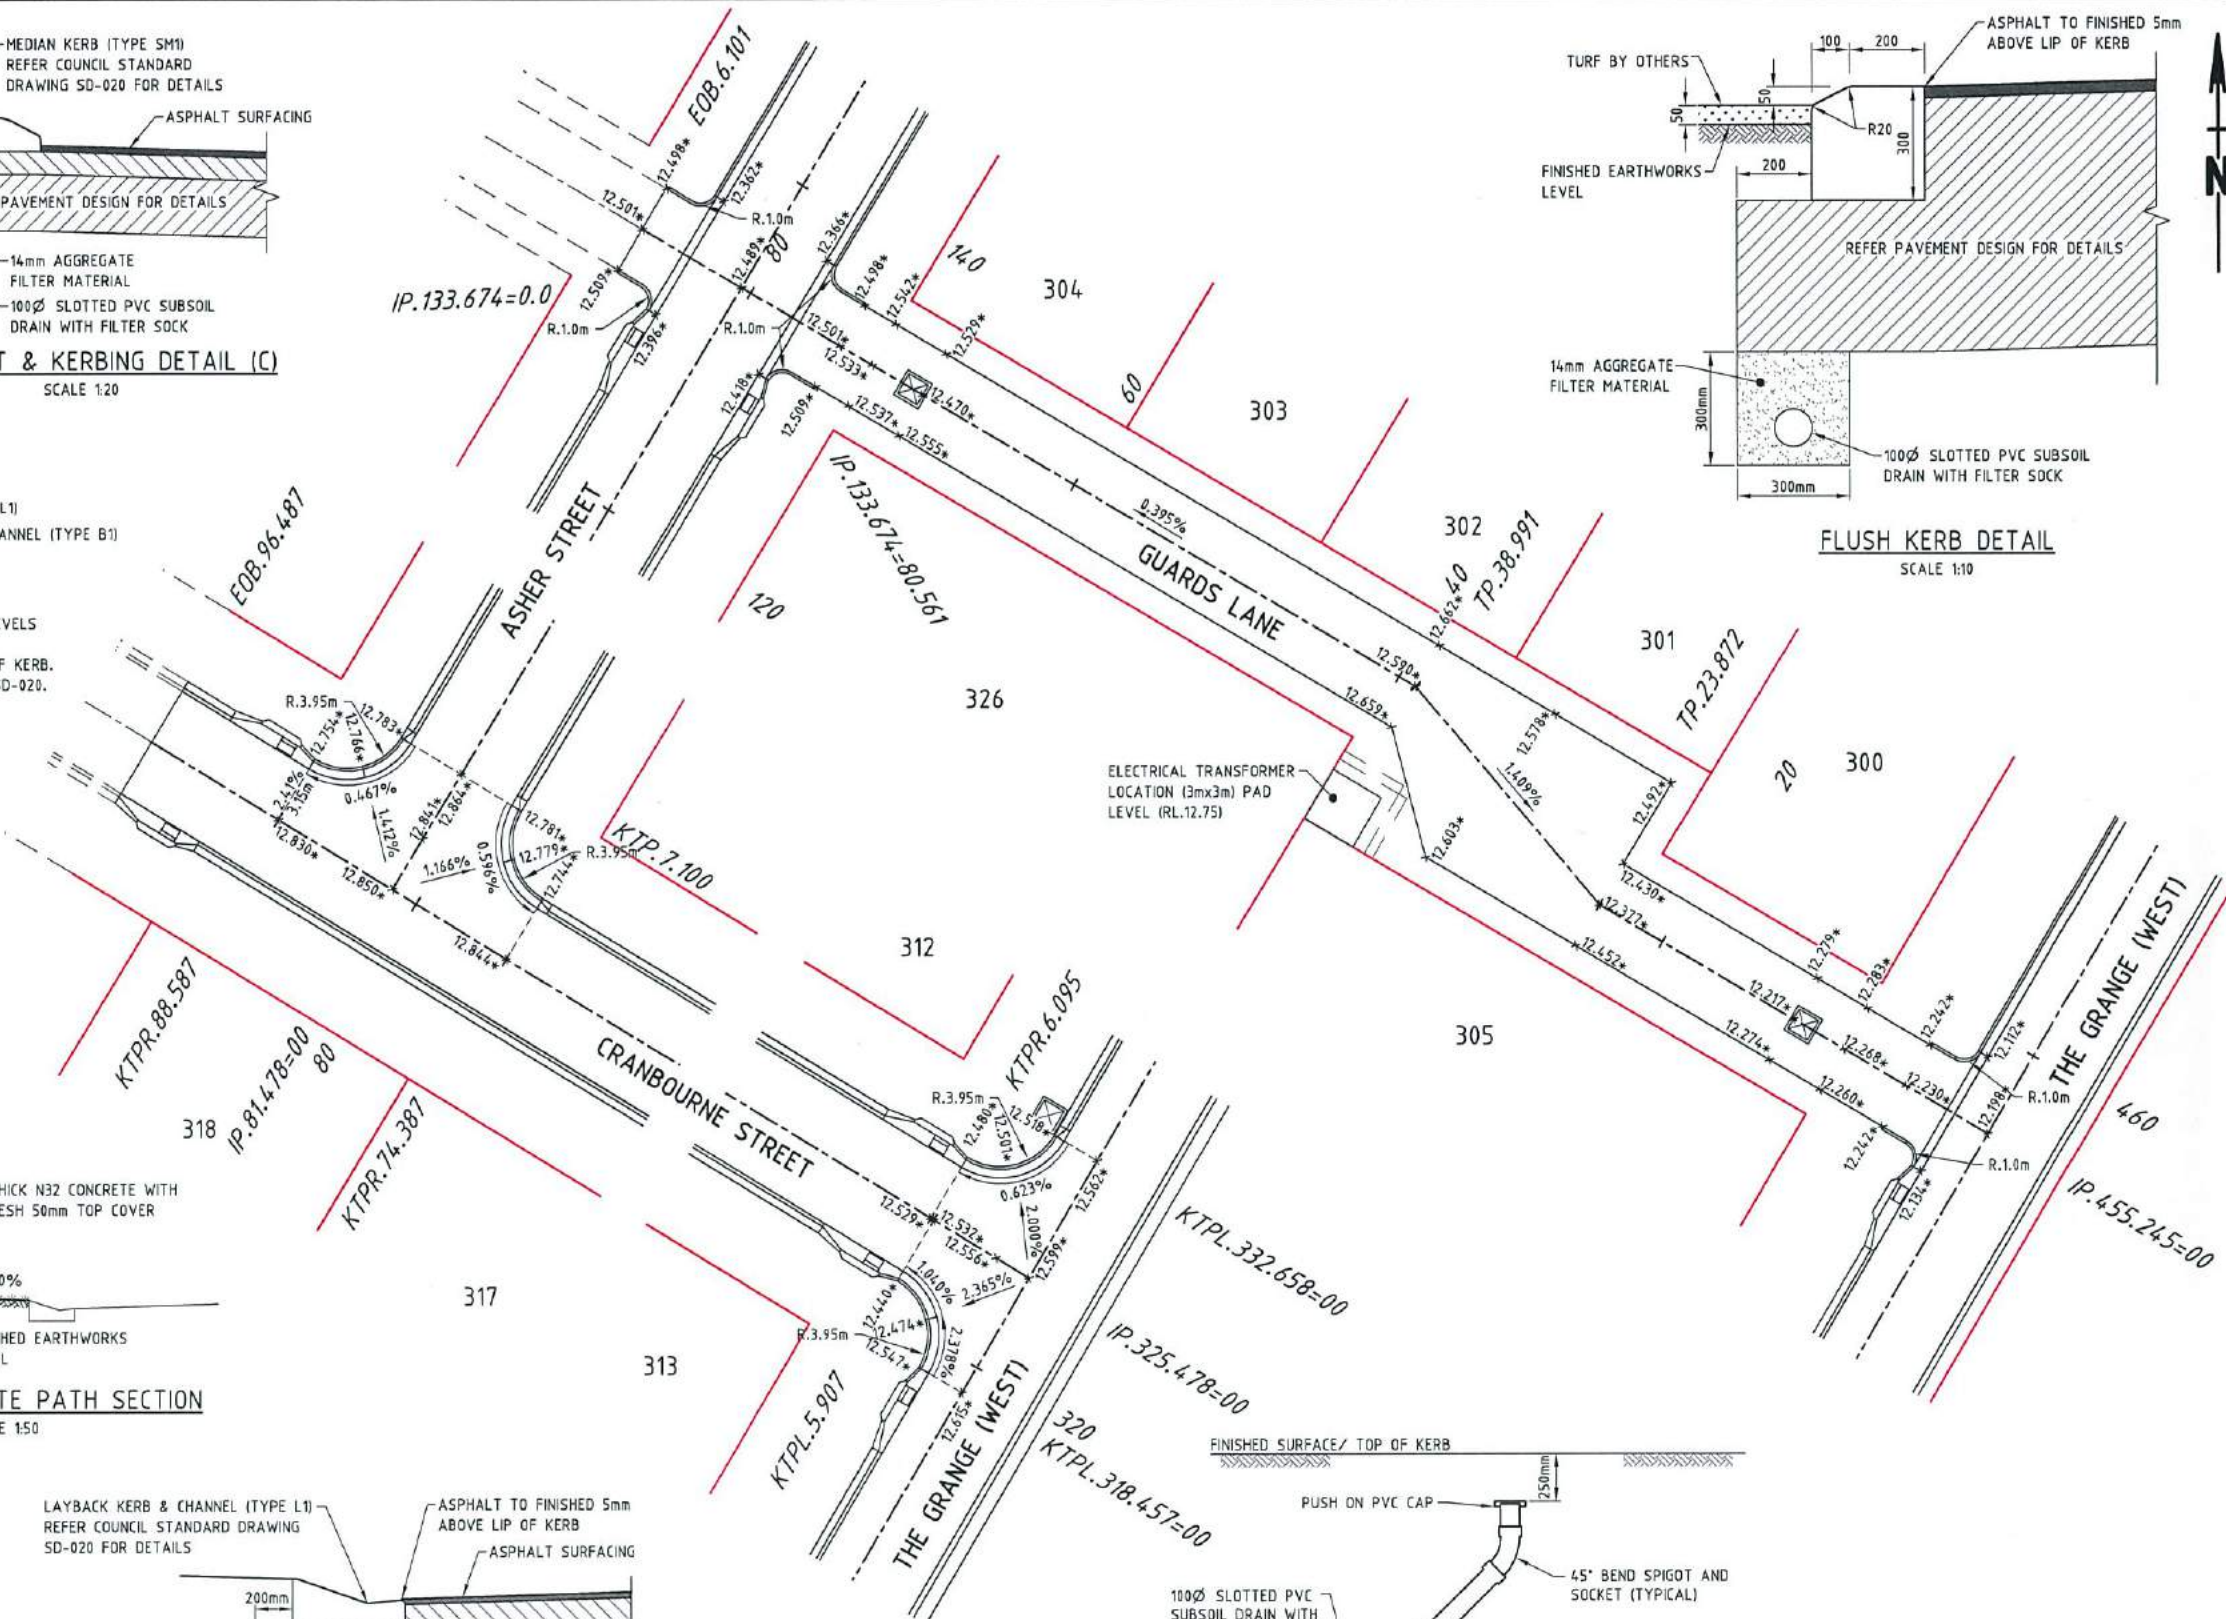 MEDIAN KERB (TYPE SM1)
REFER COUNCIL STANDARD
DRAWING SD-020 FOR DETAILS
ASPHALT SURFACING
PAVEMENT DESIGN FOR DETAILS
14mm AGGREGATE
FILTER MATERIAL
100Ø SLOTTED PVC SUBSOIL
DRAIN WITH FILTER SOCK
T & KERBING DETAIL (C)
SCALE 1:20
L1)
ANNEL (TYPE B1)
EVELS
F KERB.
SD-020.
HICK N32 CONCRETE WITH
ESH 50mm TOP COVER
0%
HED EARTHWORKS
L
TE PATH SECTION
E 1:50
LAYBACK KERB & CHANNEL (TYPE L1)
REFER COUNCIL STANDARD DRAWING
SD-020 FOR DETAILS
ASPHALT TO FINISHED 5mm
ABOVE LIP OF KERB
ASPHALT SURFACING
200mm
EOB.6.101
12.498*
12.362*
12.501*
R.1.0m
12.489*
80
12.366*
12.509*
R.1.0m
12.396*
IP.133.674=0.0
12.498*
12.542*
140
304
12.529*
R.1.0m
12.501*
12.533*
12.470*
12.418*
12.509*
12.537*
12.555*
60
303
IP.133.674=80.561
0.395%
GUARDS LANE
302
40
TP.38.991
12.662*
12.590*
12.659*
301
TP.23.872
12.578*
1.409%
12.492*
20
300
12.603*
12.430*
12.327*
12.452*
12.279*
12.283*
12.217*
12.242*
12.112*
12.274*
12.268*
12.230*
12.260*
12.198*
R.1.0m
12.242*
R.1.0m
12.134*
THE GRANGE (WEST)
460
IP.455.245=00
305
ELECTRICAL TRANSFORMER
LOCATION (3mx3m) PAD
LEVEL (RL.12.75)
ASHER STREET
120
326
EOB.96.487
R.3.95m
12.754*
12.766*
12.783*
2.41%
3.15m
0.467%
1.412%
12.841*
12.864*
12.830*
12.850*
1.166%
0.596%
12.781*
12.779*
12.744*
R.3.95m
KTP.7.100
12.844*
312
KTPR.88.587
IP.81.478=00
80
318
KTPR.74.387
CRANBOURNE STREET
KTPR.6.095
R.3.95m
12.480*
12.501*
12.518*
0.623%
12.562*
2.000%
12.529*
12.532*
12.556*
12.599*
1.040%
2.365%
12.440*
12.474*
R.3.95m
12.547*
2.378%
12.615*
317
313
KTPL.5.907
KTPL.332.658=00
IP.325.478=00
320
KTPL.318.457=00
THE GRANGE (WEST)
TURF BY OTHERS
100
200
ASPHALT TO FINISHED 5mm
ABOVE LIP OF KERB
50
50
R20
300
FINISHED EARTHWORKS
LEVEL
200
REFER PAVEMENT DESIGN FOR DETAILS
14mm AGGREGATE
FILTER MATERIAL
300mm
100Ø SLOTTED PVC SUBSOIL
DRAIN WITH FILTER SOCK
300mm
FLUSH KERB DETAIL
SCALE 1:10
N
FINISHED SURFACE/ TOP OF KERB
250mm
PUSH ON PVC CAP
45° BEND SPIGOT AND
SOCKET (TYPICAL)
100Ø SLOTTED PVC
SUBSOIL DRAIN WITH